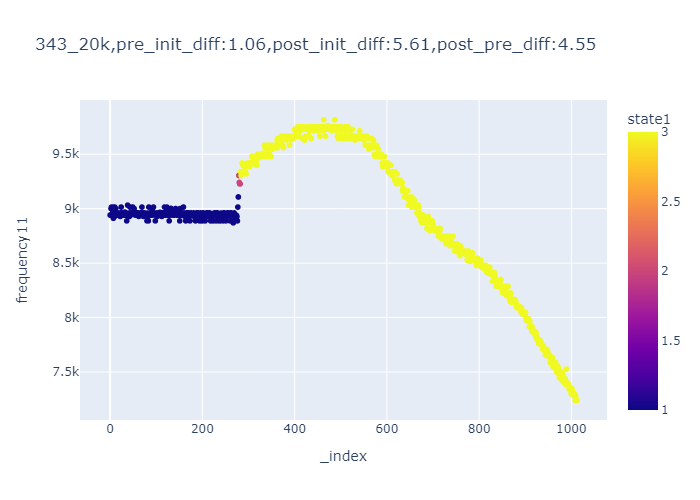 343_20k,pre_init_diff:1.06,post_init_diff:5.61,post_pre_diff:4.55
state1
3
2.5
2
1.5
1
9.5k
9k
8.5k
8k
7.5k
frequency11
0
200
400
600
800
1000
_index